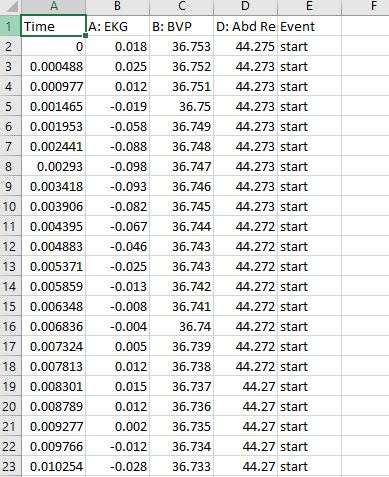 A B C D E F
1 Time A: EKG B: BVP D: Abd Re Event
2 0 0.018 36.753 44.275 start
3 0.000488 0.025 36.752 44.273 start
4 0.000977 0.012 36.751 44.273 start
5 0.001465 -0.019 36.75 44.273 start
6 0.001953 -0.058 36.749 44.273 start
7 0.002441 -0.088 36.748 44.273 start
8 0.00293 -0.098 36.747 44.273 start
9 0.003418 -0.093 36.746 44.273 start
10 0.003906 -0.082 36.745 44.273 start
11 0.004395 -0.067 36.744 44.272 start
12 0.004883 -0.046 36.743 44.272 start
13 0.005371 -0.025 36.743 44.272 start
14 0.005859 -0.013 36.742 44.272 start
15 0.006348 -0.008 36.741 44.272 start
16 0.006836 -0.004 36.74 44.272 start
17 0.007324 0.005 36.739 44.272 start
18 0.007813 0.012 36.738 44.272 start
19 0.008301 0.015 36.737 44.27 start
20 0.008789 0.012 36.736 44.27 start
21 0.009277 0.002 36.735 44.27 start
22 0.009766 -0.012 36.734 44.27 start
23 0.010254 -0.028 36.733 44.27 start